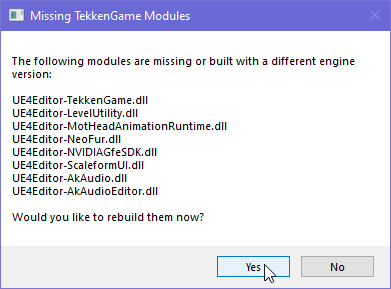 Missing TekkenGame Modules
The following modules are missing or built with a different engine
version:
UE4Editor-TekkenGame.dll
UE4Editor-LevelUtility.dll
UE4Editor-MotHeadAnimationRuntime.dll
UE4Editor-NeoFur.dll
UE4Editor-NVIDIAGfeSDK.dll
UE4Editor-ScaleformUI.dll
UE4Editor-AkAudio.dll
UE4Editor-AkAudioEditor.dll
Would you like to rebuild them now?
Yes
No